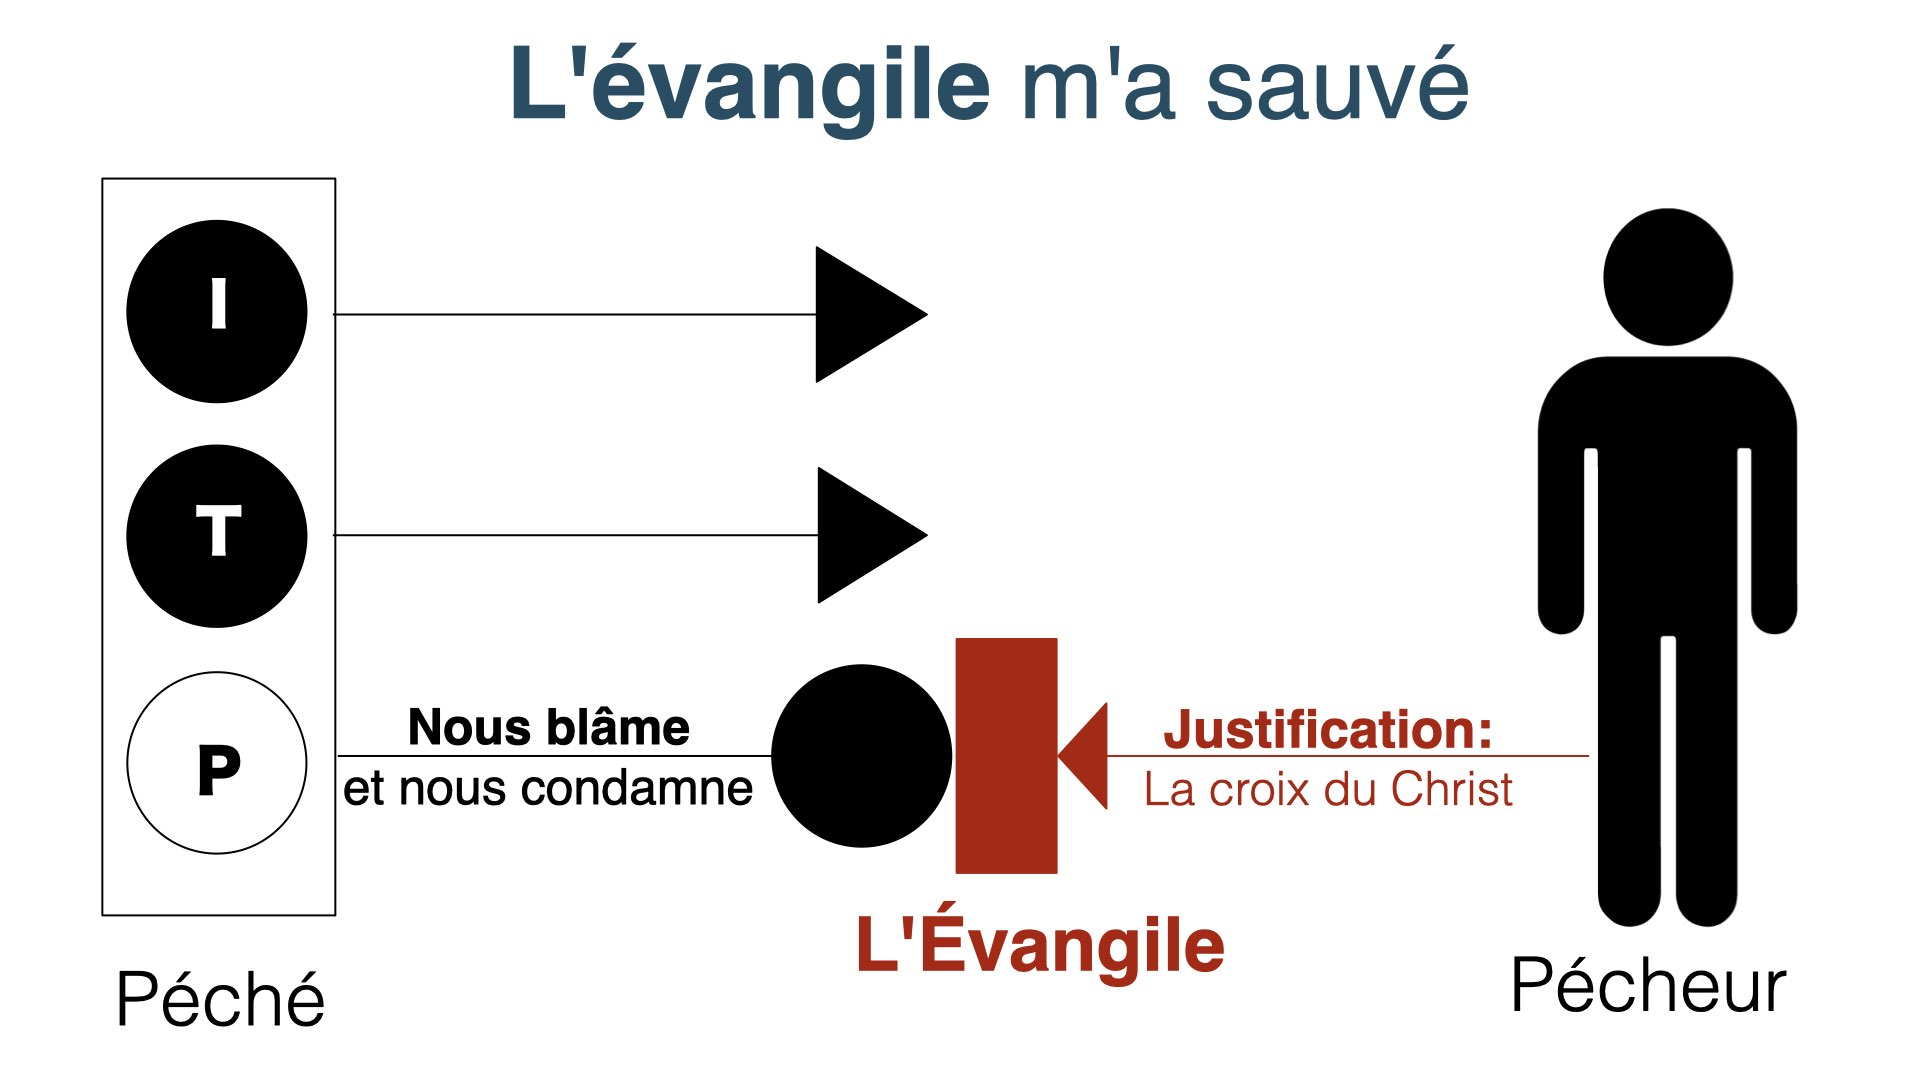 L'évangile m'a sauvé
I
T
P
Nous blâme
et nous condamne
Justification:
La croix du Christ
L'Évangile
Péché
Pécheur